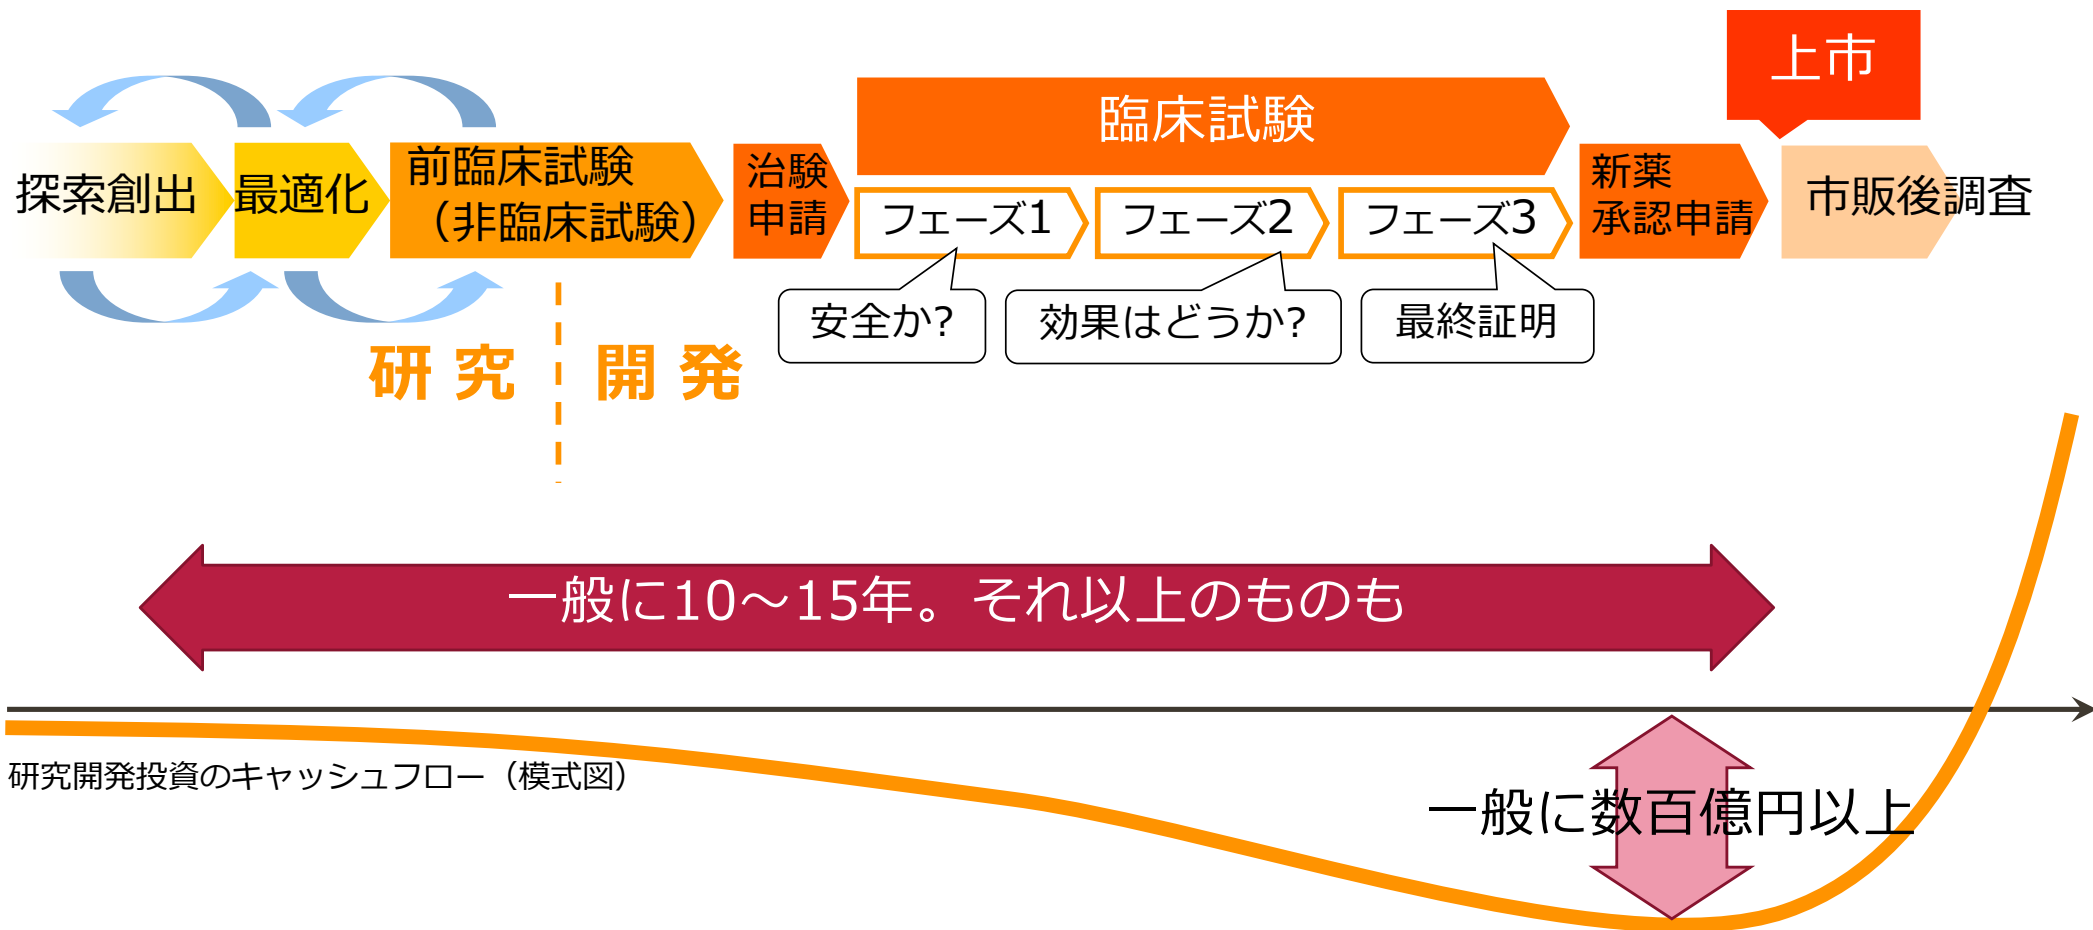 上市
臨床試験
探索創出
最適化
前臨床試験
（非臨床試験）
治験
申請
フェーズ1
フェーズ2
フェーズ3
新薬
承認申請
市販後調査
安全か?
効果はどうか?
最終証明
研 究
開 発
一般に10～15年。それ以上のものも
研究開発投資のキャッシュフロー（模式図）
一般に数百億円以上